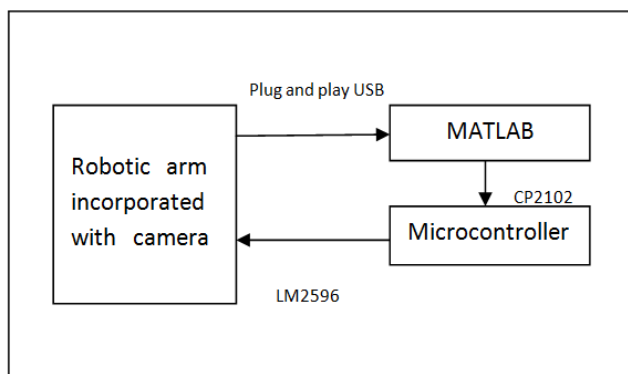 Plug and play USB
MATLAB
Robotic arm
incorporated
with camera
CP2102
Microcontroller
LM2596